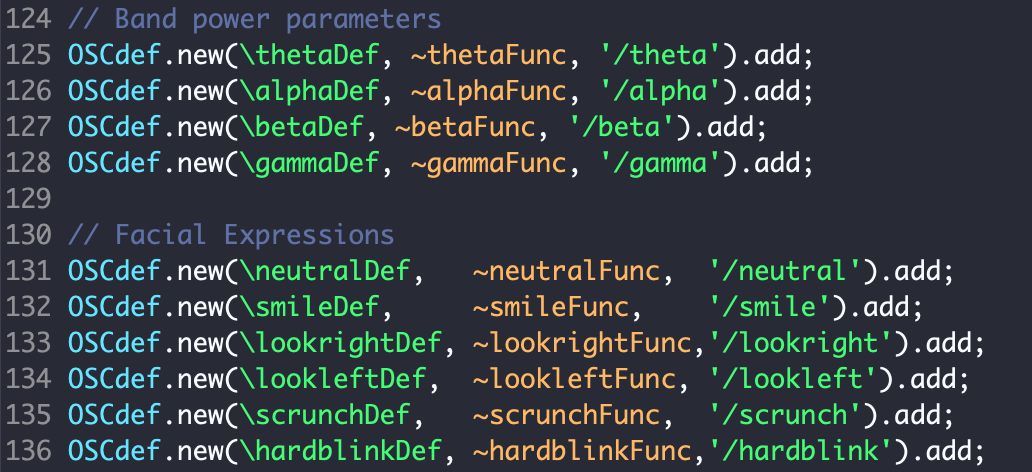 124 // Band power parameters
125 OSCdef.new(\thetaDef, ~thetaFunc, '/theta').add;
126 OSCdef.new(\alphaDef, ~alphaFunc, '/alpha').add;
127 OSCdef.new(\betaDef, ~betaFunc, '/beta').add;
128 OSCdef.new(\gammaDef, ~gammaFunc, '/gamma').add;
129
130 // Facial Expressions
131 OSCdef.new(\neutralDef,   ~neutralFunc,   '/neutral').add;
132 OSCdef.new(\smileDef,     ~smileFunc,     '/smile').add;
133 OSCdef.new(\lookrightDef, ~lookrightFunc,'/lookright').add;
134 OSCdef.new(\lookleftDef,  ~lookleftFunc, '/lookleft').add;
135 OSCdef.new(\scrunchDef,   ~scrunchFunc,  '/scrunch').add;
136 OSCdef.new(\hardblinkDef, ~hardblinkFunc,'/hardblink').add;